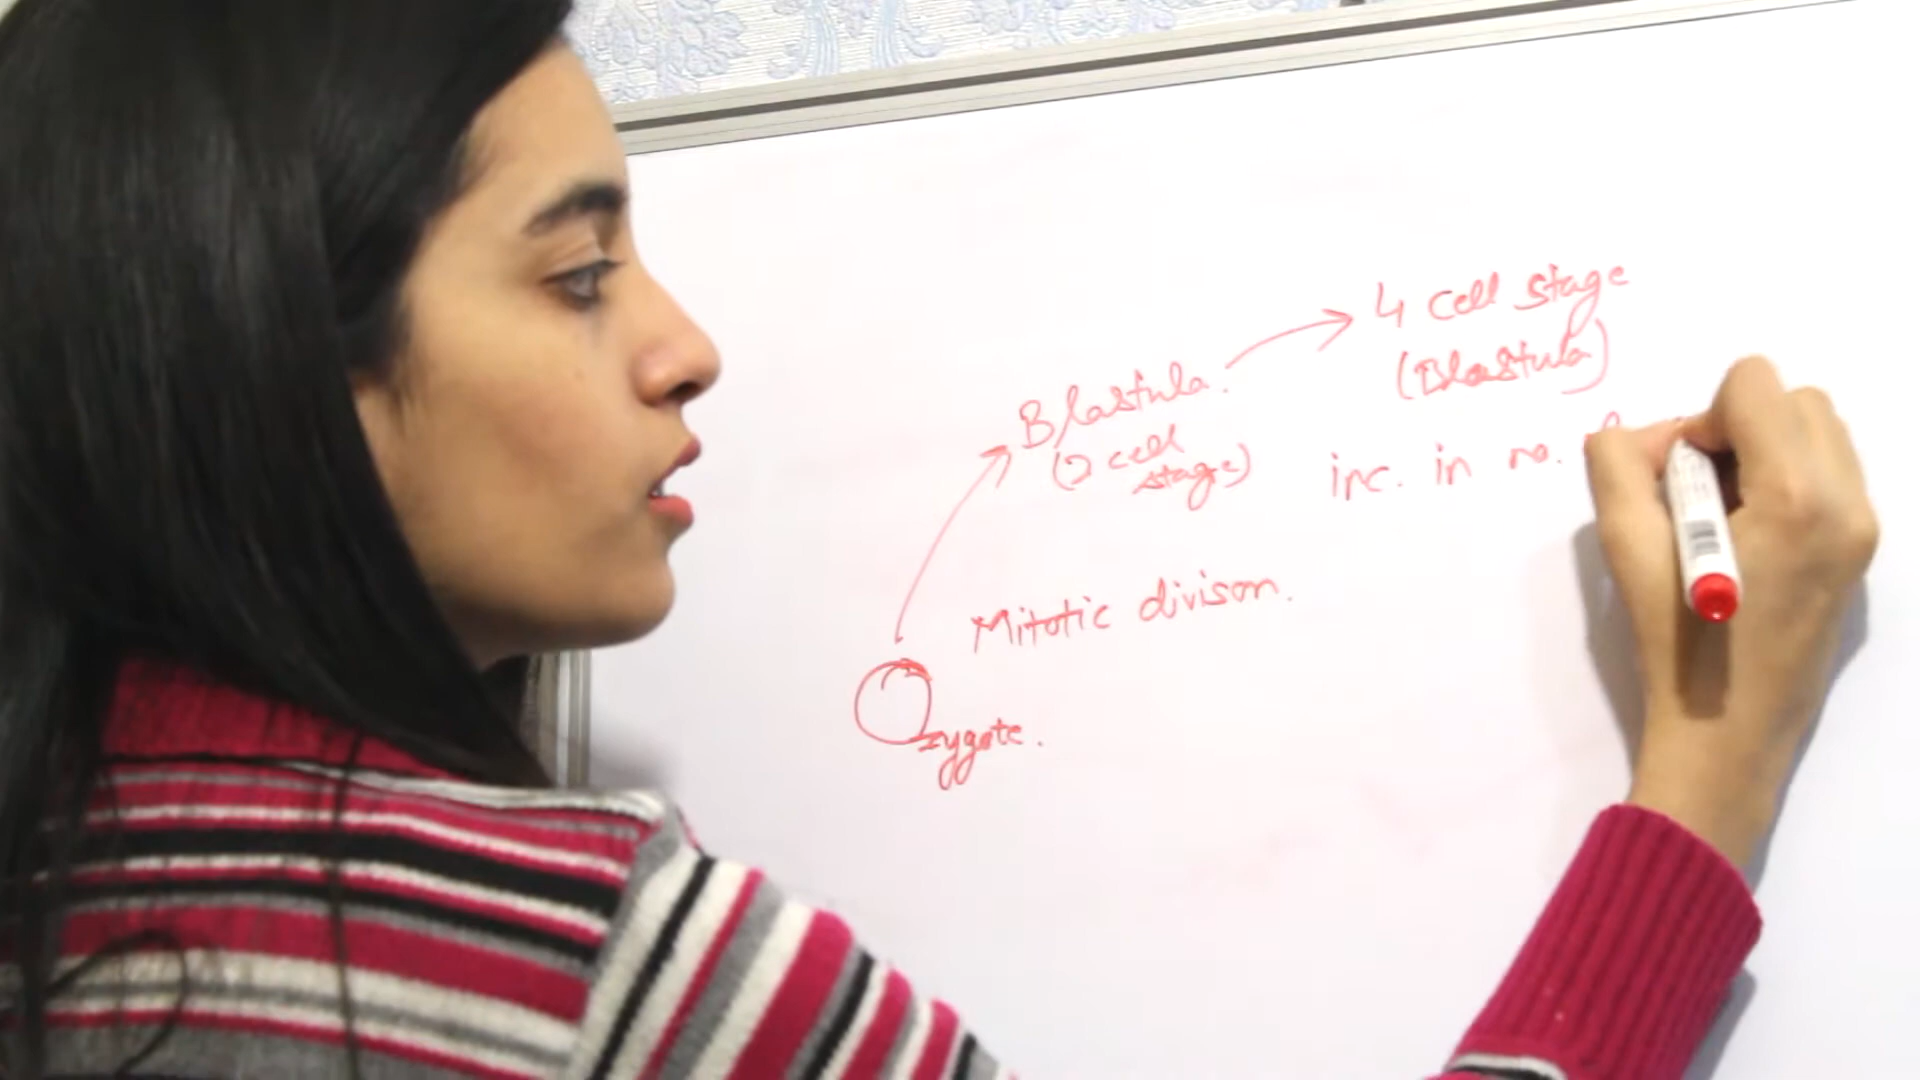 4 cell stage
(Blastula)
Blastula.
(2 cell
stage)
inc. in no.
Mitotic divison.
zygote.